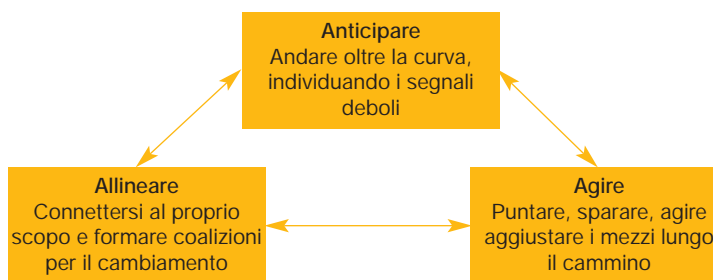 Anticipare
Andare oltre la curva,
individuando i segnali
deboli
Allineare
Connettersi al proprio
scopo e formare coalizioni
per il cambiamento
Agire
Puntare, sparare, agire
aggiustare i mezzi lungo
il cammino